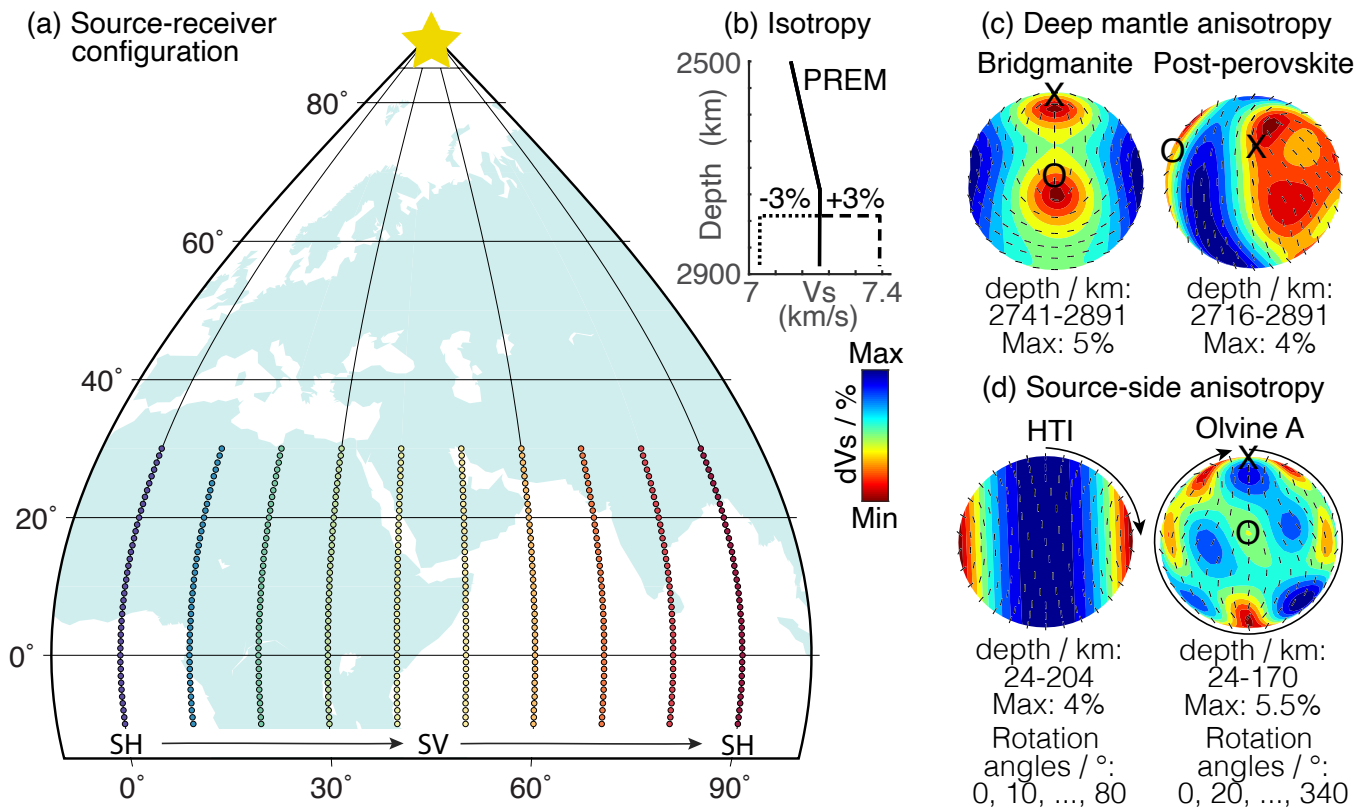 (a) Source-receiver
configuration
80°
60°
40°
20°
0°
SH
SV
SH
0°
30°
60°
90°
(b) Isotropy
2500
PREM
Depth (km)
-3%
+3%
2900
7
Vs
7.4
(km/s)
Max
dVs / %
Min
(c) Deep mantle anisotropy
Bridgmanite
Post-perovskite
X
O
O
X
depth / km:
2741-2891
Max: 5%
depth / km:
2716-2891
Max: 4%
(d) Source-side anisotropy
HTI
Olvine A
X
O
depth / km:
24-204
Max: 4%
Rotation
angles / °:
0, 10, ..., 80
depth / km:
24-170
Max: 5.5%
Rotation
angles / °:
0, 20, ..., 340